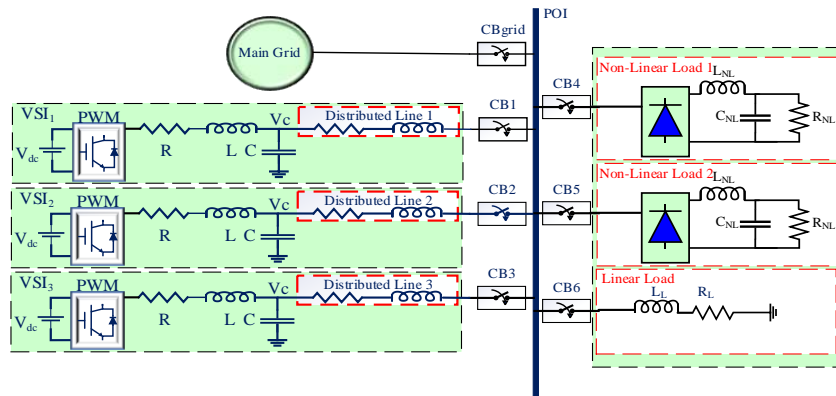 POI
Main Grid
CBgrid
VSI1
PWM
Vdc
R
L
C
Vc
Distributed Line 1
CB1
VSI2
PWM
Vdc
R
L
C
Vc
Distributed Line 2
CB2
VSI3
PWM
Vdc
R
L
C
Vc
Distributed Line 3
CB3
CB4
Non-Linear Load 1
LNL
CNL
RNL
CB5
Non-Linear Load 2
LNL
CNL
RNL
CB6
Linear Load
LL
RL